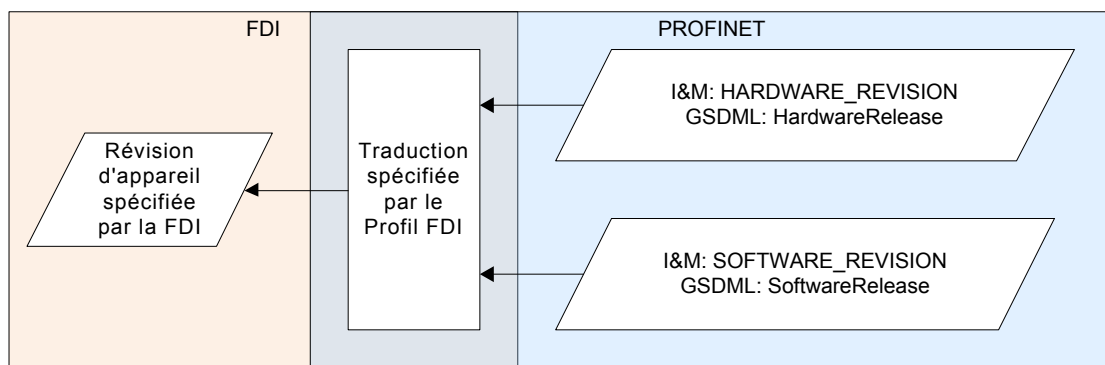 FDI
PROFINET
Révision
d'appareil
spécifiée
par la FDI
Traduction
spécifiée
par le
Profil FDI
I&M: HARDWARE_REVISION
GSDML: HardwareRelease
I&M: SOFTWARE_REVISION
GSDML: SoftwareRelease